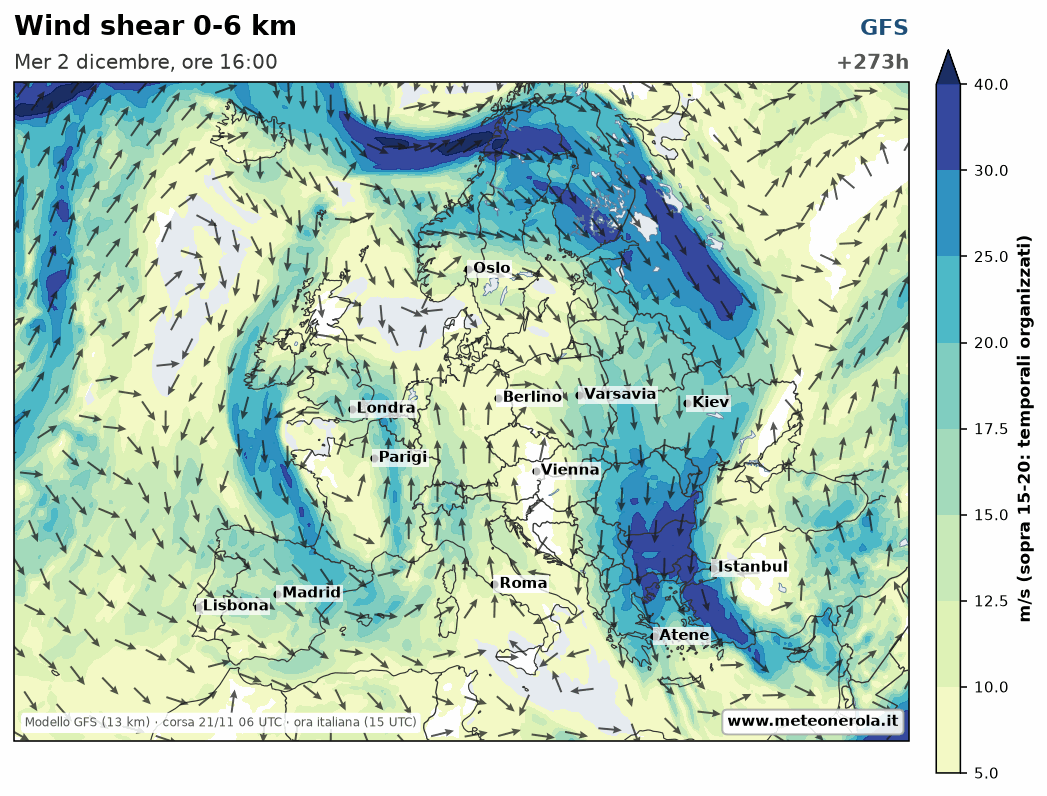 Wind shear 0-6 km
GFS
Mer 2 dicembre, ore 16:00
+273h
40.0
30.0
25.0
20.0
17.5
15.0
12.5
10.0
5.0
m/s (sopra 15-20: temporali organizzati)
Oslo
Berlino
Varsavia
Kiev
Londra
Parigi
Vienna
Istanbul
Roma
Madrid
Lisbona
Atene
Modello GFS (13 km) · corsa 21/11 06 UTC · ora italiana (15 UTC)
www.meteonerola.it